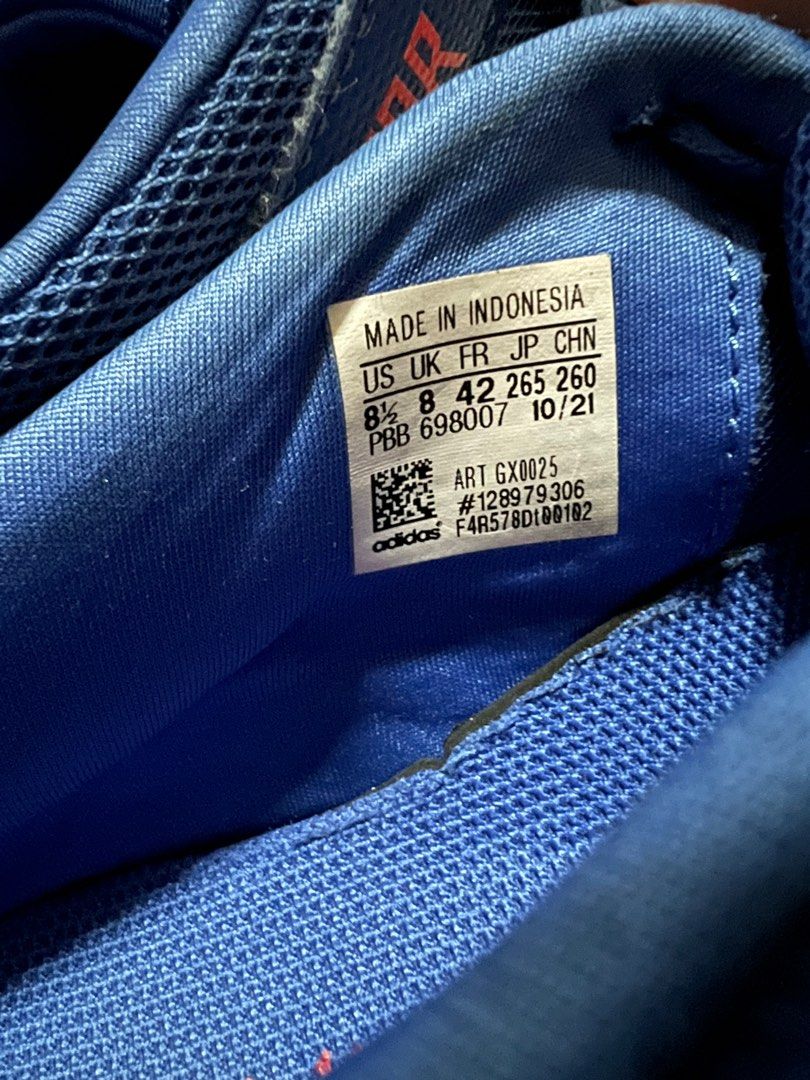 MADE IN INDONESIA
US UK FR JP CHN
8½ 8 42 265 260
PBB 698007 10/21
ART GX0025
#128979306
F4R578Dt00102
adidas